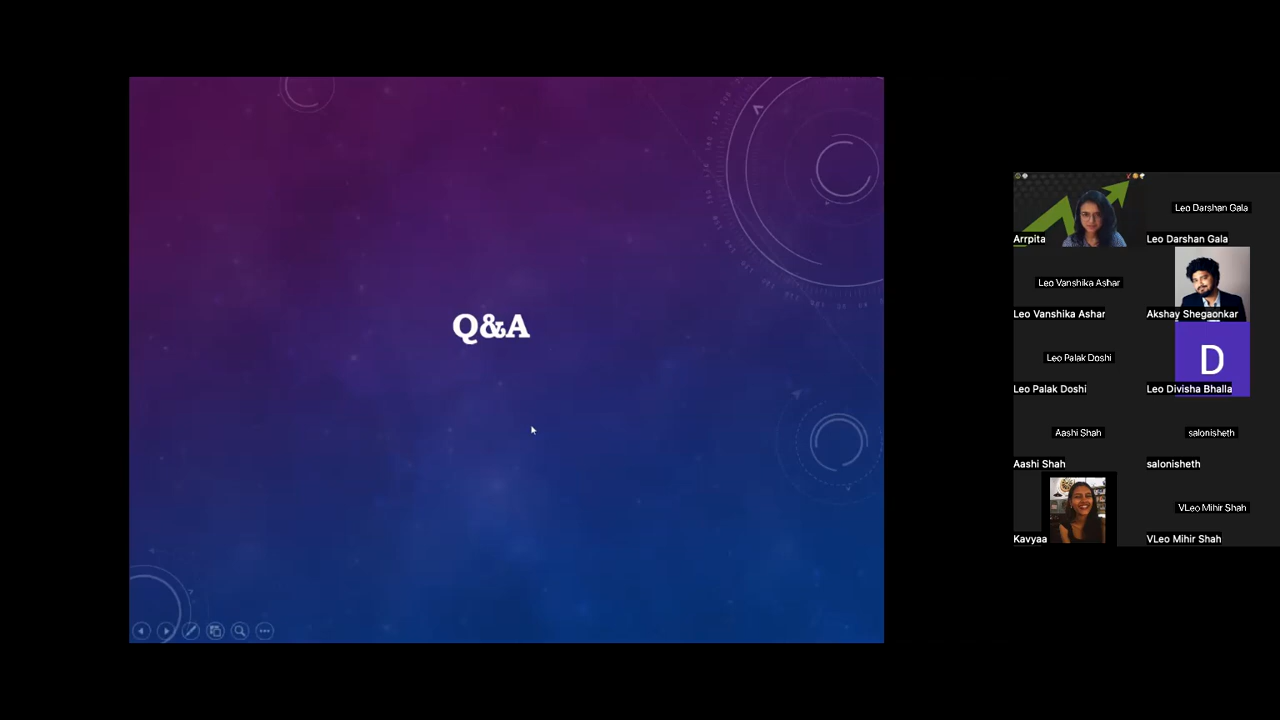 Q&A
Arrpita
Leo Darshan Gala
Leo Darshan Gala
Leo Vanshika Ashar
Leo Vanshika Ashar
Akshay Shegaonkar
Leo Palak Doshi
Leo Palak Doshi
D
Leo Divisha Bhalla
Aashi Shah
Aashi Shah
salonisheth
salonisheth
Kavyaa
VLeo Mihir Shah
VLeo Mihir Shah